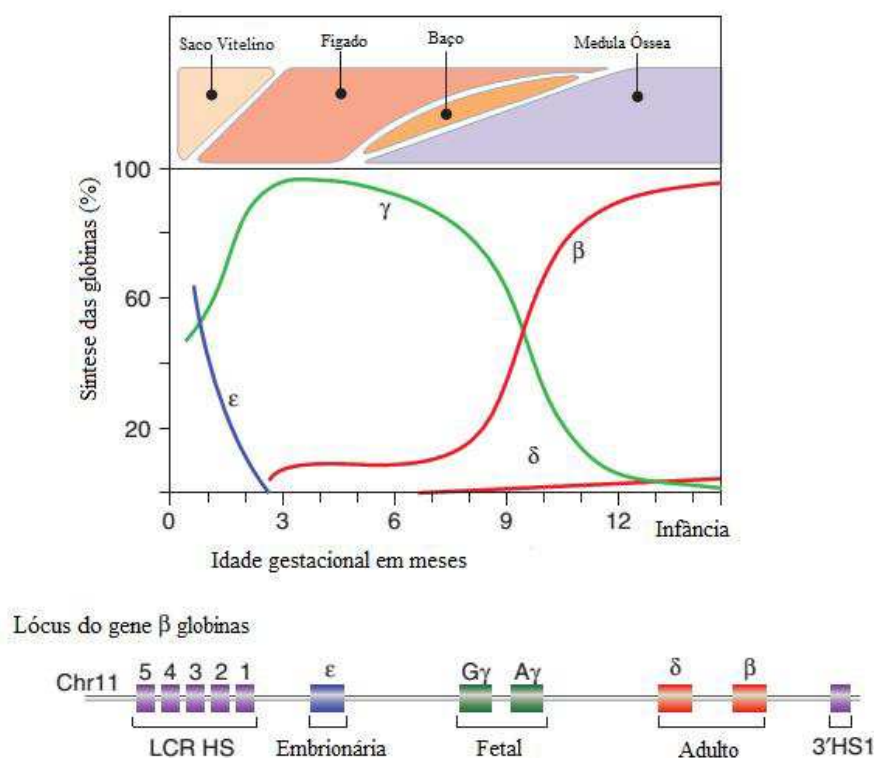 Saco Vitelino Figado Baço Medula Óssea
100
60
20
Síntese das globinas (%)
γ
β
ε
δ
0 3 6 9 12 Infância
Idade gestacional em meses
Lócus do gene β globinas
5 4 3 2 1 ε Gγ Aγ δ β
Chr11
LCR HS Embrionária Fetal Adulto 3'HS1